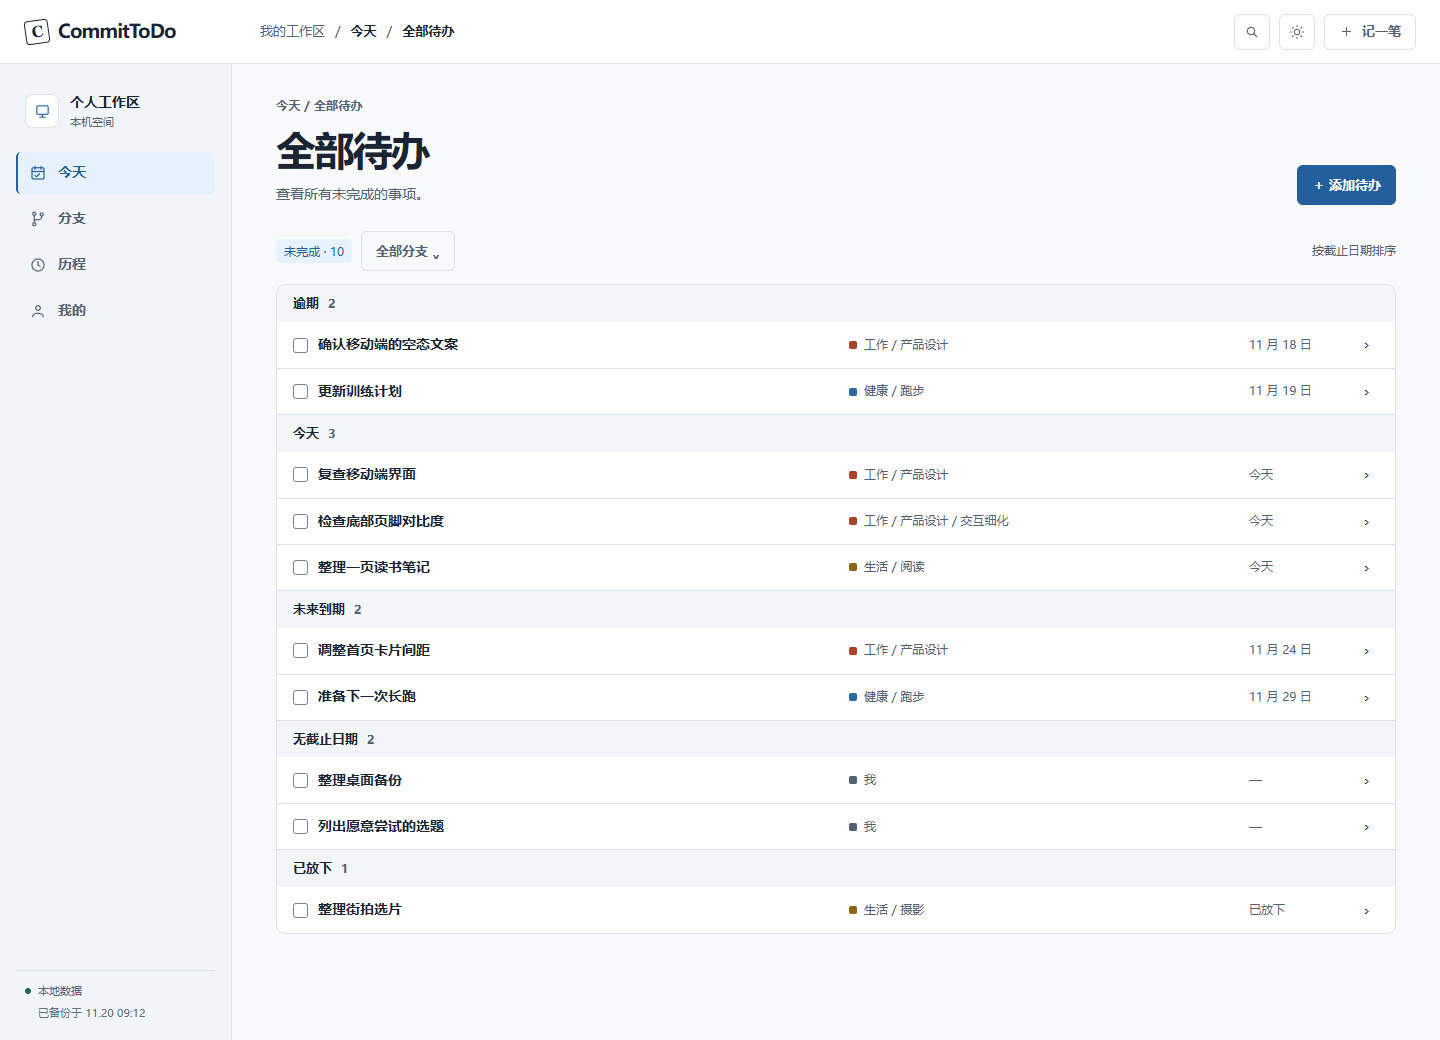 C CommitToDo
我的工作区 / 今天 / 全部待办
+ 记一笔
个人工作区
本机空间
今天
分支
历程
我的
本地数据
已备份于 11.20 09:12
今天 / 全部待办
全部待办
查看所有未完成的事项。
+ 添加待办
未完成 · 10
全部分支
按截止日期排序
逾期 2
确认移动端的空态文案 工作 / 产品设计 11 月 18 日 ›
更新训练计划 健康 / 跑步 11 月 19 日 ›
今天 3
复查移动端界面 工作 / 产品设计 今天 ›
检查底部页脚对比度 工作 / 产品设计 / 交互细化 今天 ›
整理一页读书笔记 生活 / 阅读 今天 ›
未来到期 2
调整首页卡片间距 工作 / 产品设计 11 月 24 日 ›
准备下一次长跑 健康 / 跑步 11 月 29 日 ›
无截止日期 2
整理桌面备份 我 — ›
列出愿意尝试的选题 我 — ›
已放下 1
整理街拍选片 生活 / 摄影 已放下 ›